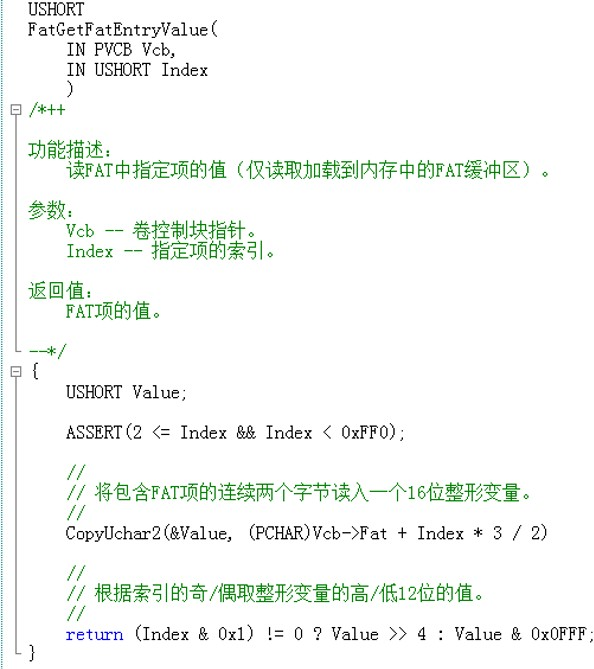 USHORT
FatGetFatEntryValue(
    IN PVCB Vcb,
    IN USHORT Index
    )
/*++

功能描述:
    读FAT中指定项的值（仅读取加载到内存中的FAT缓冲区）。

参数:
    Vcb -- 卷控制块指针。
    Index -- 指定项的索引。

返回值:
    FAT项的值。

--*/
{
    USHORT Value;

    ASSERT(2 <= Index && Index < 0xFF0);

    //
    // 将包含FAT项的连续两个字节读入一个16位整形变量。
    //
    CopyUchar2(&Value, (PCHAR)Vcb->Fat + Index * 3 / 2)

    //
    // 根据索引的奇/偶取整形变量的高/低12位的值。
    //
    return (Index & 0x1) != 0 ? Value >> 4 : Value & 0x0FFF;
}